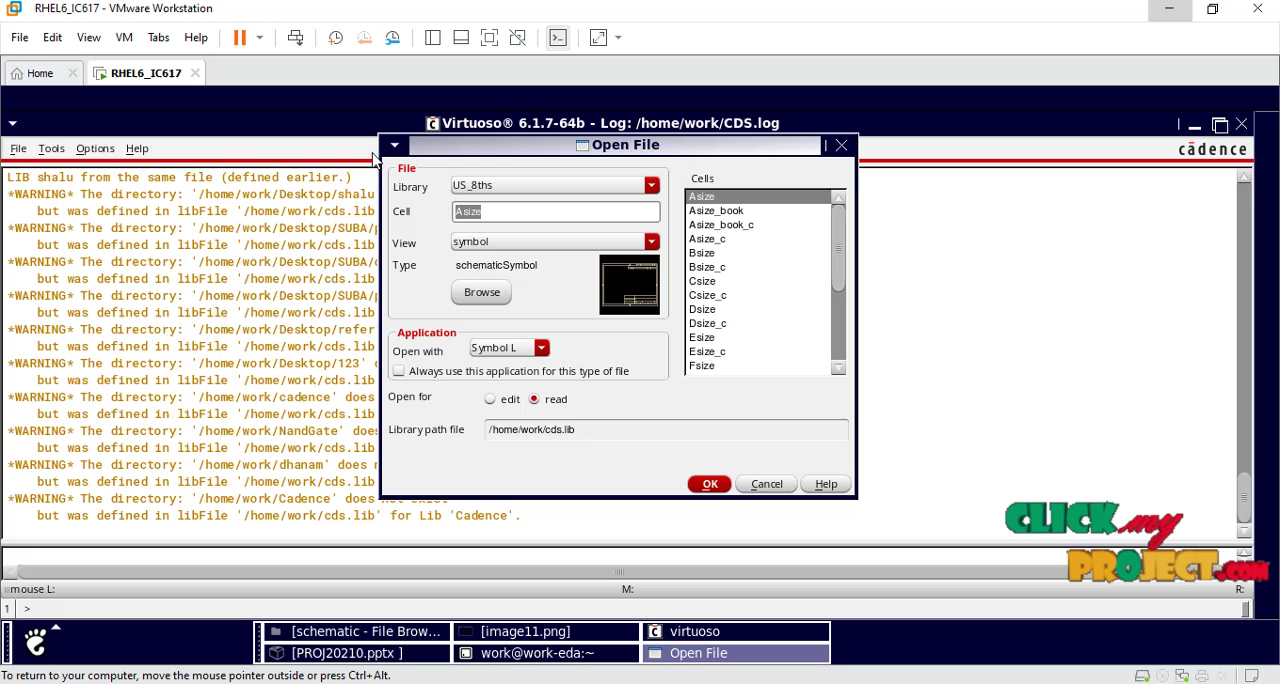 RHEL6_IC617 - VMware Workstation
File Edit View VM Tabs Help
Home RHEL6_IC617
Virtuoso® 6.1.7-64b - Log: /home/work/CDS.log
File Tools Options Help
cādence
LIB shalu from the same file (defined earlier.)
*WARNING* The directory: '/home/work/Desktop/shalu
but was defined in libFile '/home/work/cds.lib
*WARNING* The directory: '/home/work/Desktop/SUBA/p
but was defined in libFile '/home/work/cds.lib
*WARNING* The directory: '/home/work/Desktop/SUBA/c
but was defined in libFile '/home/work/cds.lib
*WARNING* The directory: '/home/work/Desktop/SUBA/p
but was defined in libFile '/home/work/cds.lib
*WARNING* The directory: '/home/work/Desktop/refer
but was defined in libFile '/home/work/cds.lib
*WARNING* The directory: '/home/work/Desktop/123'
but was defined in libFile '/home/work/cds.lib
*WARNING* The directory: '/home/work/cadence' does
but was defined in libFile '/home/work/cds.lib
*WARNING* The directory: '/home/work/NandGate' does
but was defined in libFile '/home/work/cds.lib
*WARNING* The directory: '/home/work/dhanam' does n
but was defined in libFile '/home/work/cds.lib
*WARNING* The directory: '/home/work/Cadence' does not exist
but was defined in libFile '/home/work/cds.lib' for Lib 'Cadence'.
Open File
File
Library US_8ths
Cell Asize
View symbol
Type schematicSymbol
Browse
Application
Open with Symbol L
Always use this application for this type of file
Open for edit read
Library path file /home/work/cds.lib
Cells
Asize
Asize_book
Asize_book_c
Asize_c
Bsize
Bsize_c
Csize
Csize_c
Dsize
Dsize_c
Esize
Esize_c
Fsize
OK Cancel Help
CLICK my
PROJECT.COM
mouse L: M: R:
1 >
[schematic - File Brow... [image11.png] virtuoso
[PROJ20210.pptx ] work@work-eda:~ Open File
To return to your computer, move the mouse pointer outside or press Ctrl+Alt.